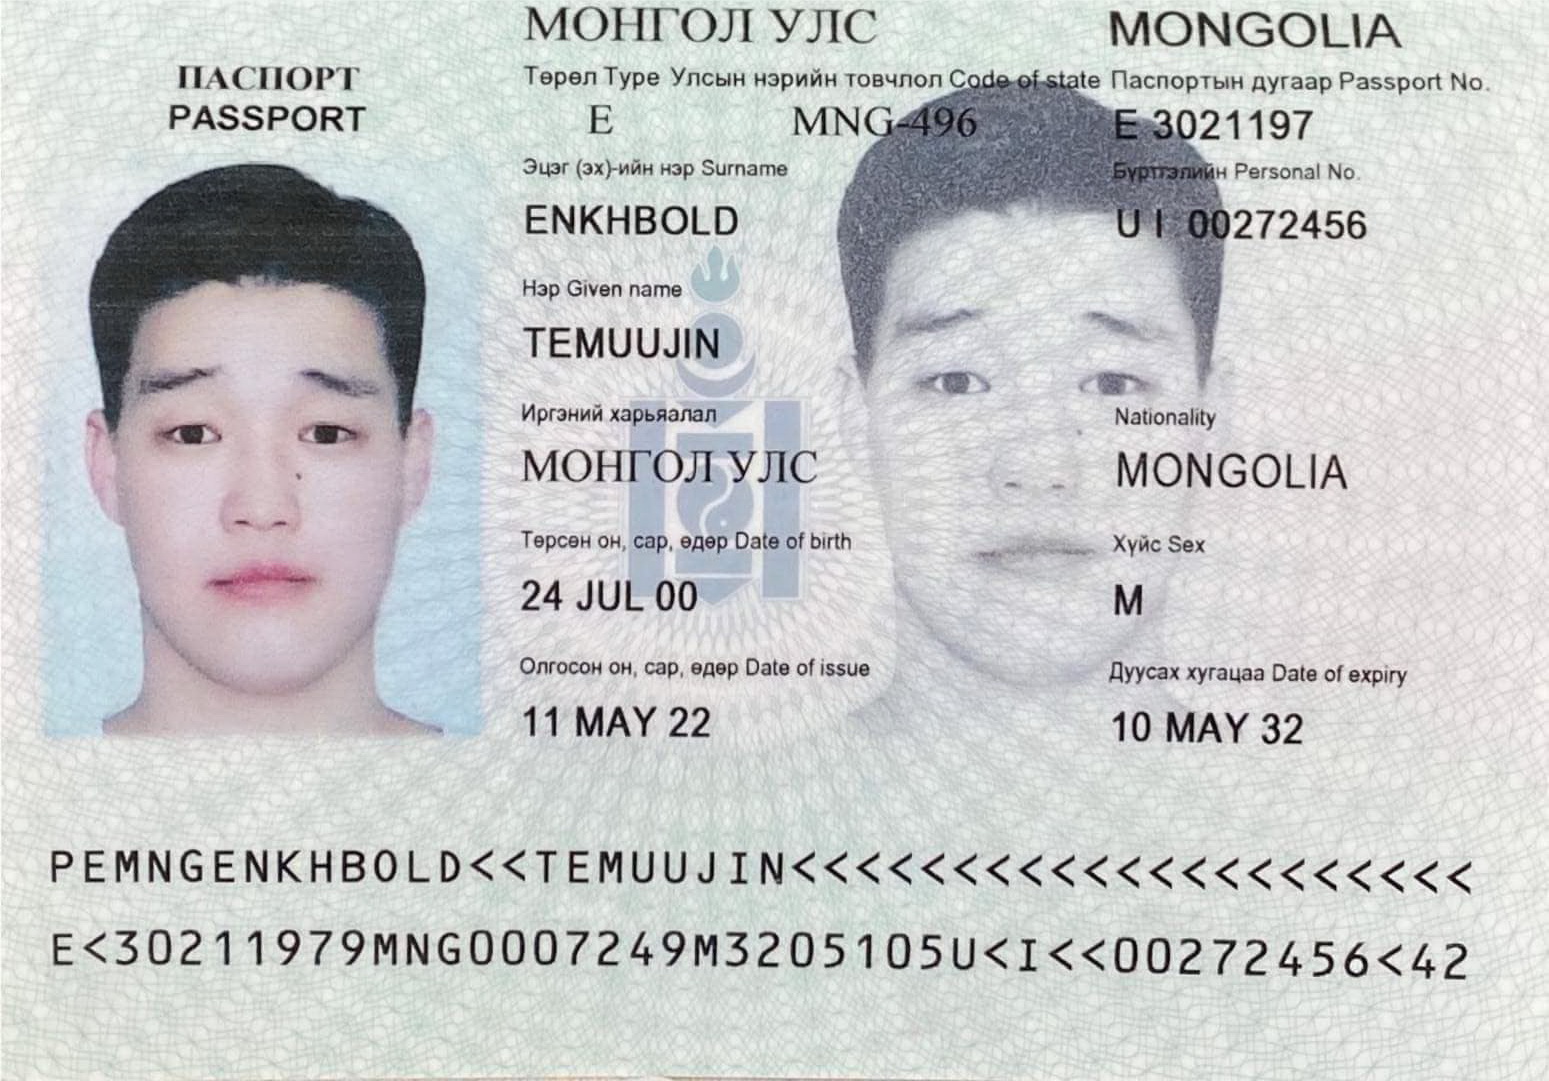 МОНГОЛ УЛС MONGOLIA
ПАСПОРТ
PASSPORT
Төрөл Type Улсын нэрийн товчлол Code of state Паспортын дугаар Passport No.
E MNG-496 E 3021197
Эцэг (эх)-ийн нэр Surname Бүртгэлийн Personal No.
ENKHBOLD U I 00272456
Нэр Given name
TEMUUJIN
Иргэний харьяалал Nationality
МОНГОЛ УЛС MONGOLIA
Төрсөн он, сар, өдөр Date of birth Хүйс Sex
24 JUL 00 M
Олгосон он, сар, өдөр Date of issue Дуусах хугацаа Date of expiry
11 MAY 22 10 MAY 32
PEMNGENKHBOLD<<TEMUUJIN<<<<<<<<<<<<<<<<<<<<<
E<30211979MNG0007249M3205105U<I<<00272456<42